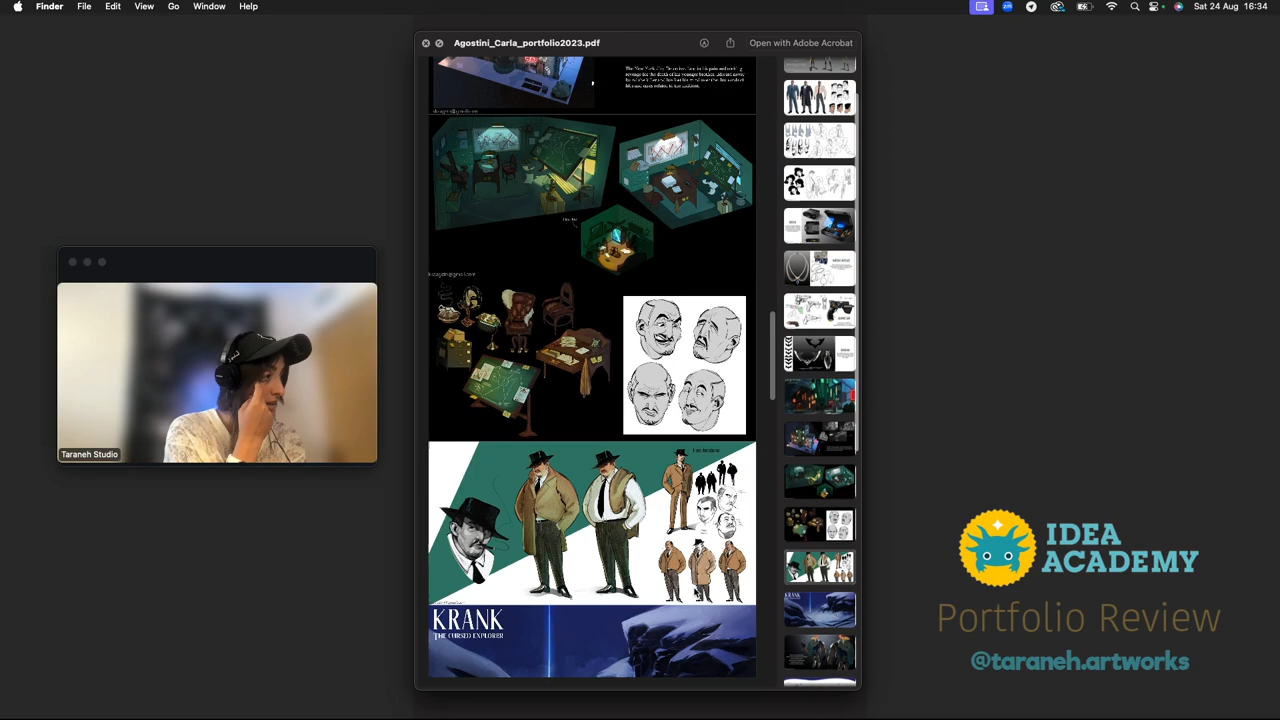 Finder File Edit View Go Window Help
Sat 24 Aug 16:34
Agostini_Carla_portfolio2023.pdf
Open with Adobe Acrobat
Taraneh Studio
KRANK
THE CURSED EXPLORER
KRANK
IDEA
ACADEMY
Portfolio Review
@taraneh.artworks